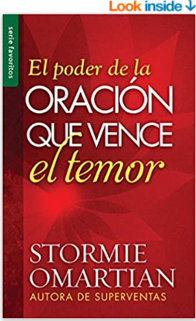 Look inside
serie favoritos
El poder de la
ORACIÓN
QUE VENCE
el temor
STORMIE
OMARTIAN
AUTORA DE SUPERVENTAS